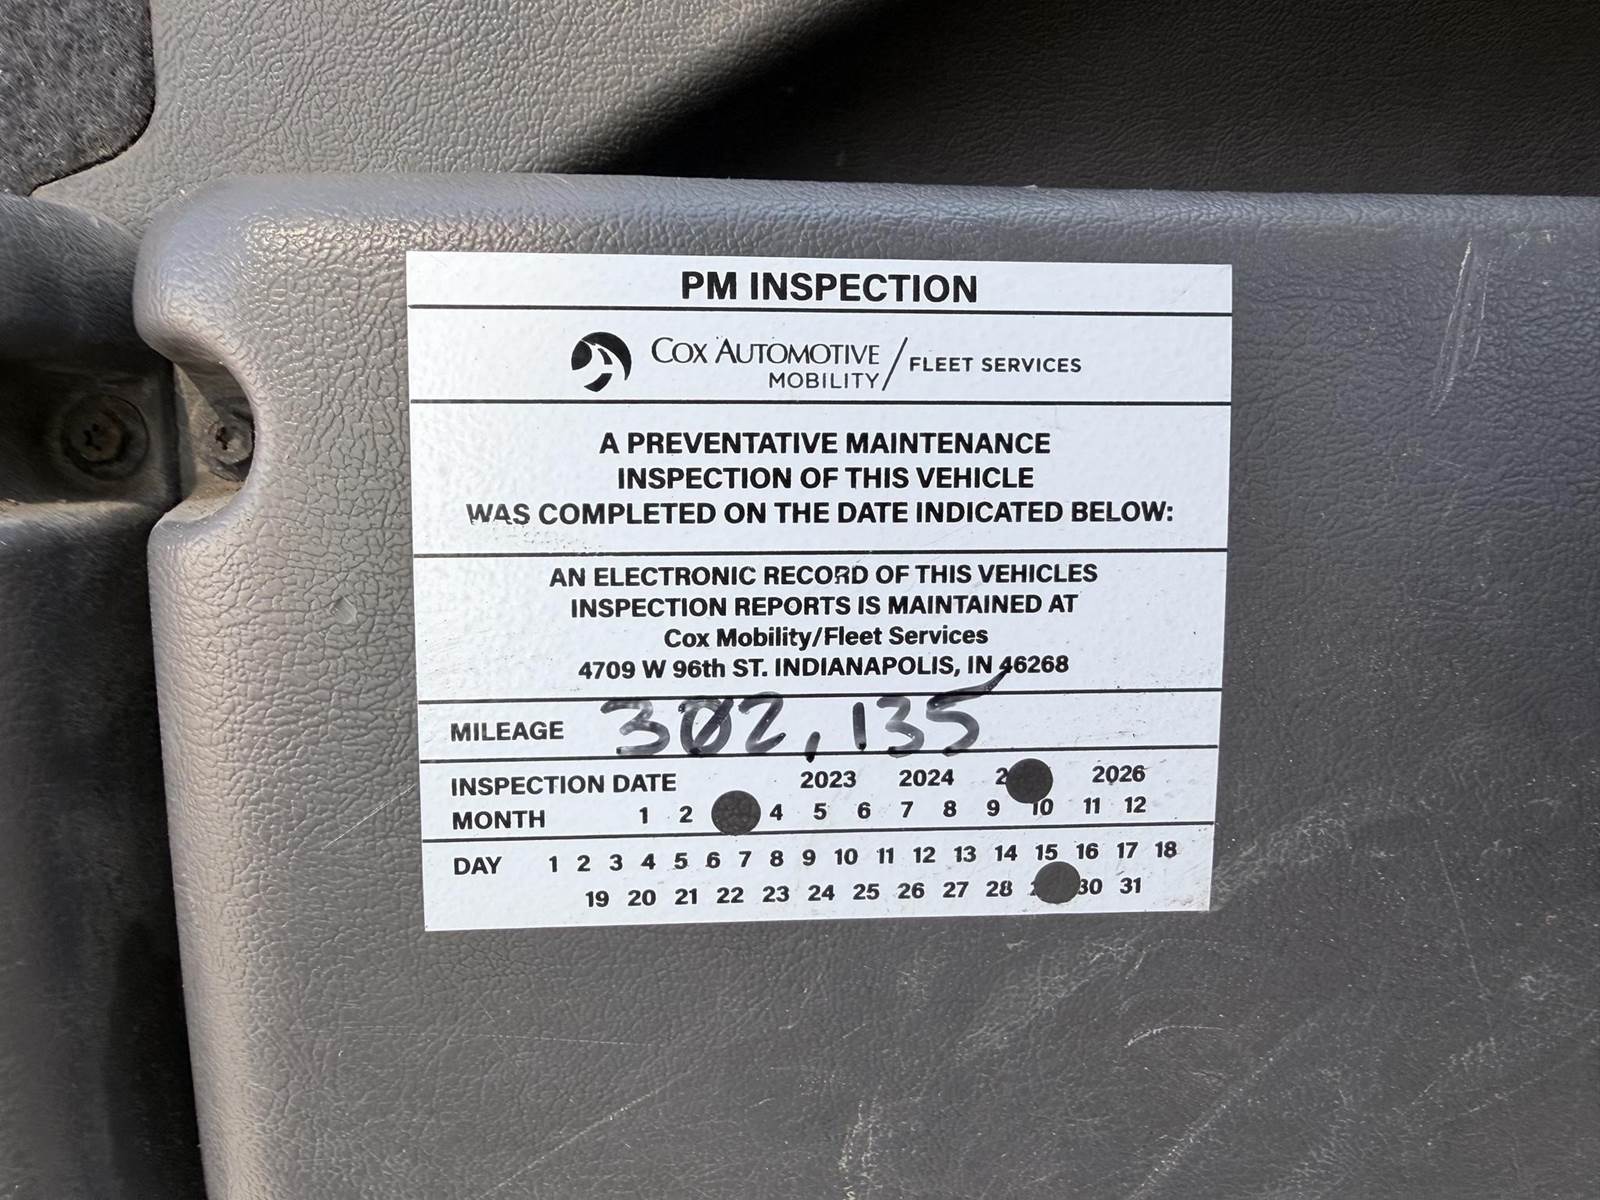 PM INSPECTION
COX AUTOMOTIVE
MOBILITY / FLEET SERVICES
A PREVENTATIVE MAINTENANCE
INSPECTION OF THIS VEHICLE
WAS COMPLETED ON THE DATE INDICATED BELOW:
AN ELECTRONIC RECORD OF THIS VEHICLES
INSPECTION REPORTS IS MAINTAINED AT
Cox Mobility/Fleet Services
4709 W 96th ST. INDIANAPOLIS, IN 46268
MILEAGE 302,135
INSPECTION DATE 2023 2024 2026
MONTH 1 2 4 5 6 7 8 9 10 11 12
DAY 1 2 3 4 5 6 7 8 9 10 11 12 13 14 15 16 17 18
19 20 21 22 23 24 25 26 27 28 30 31